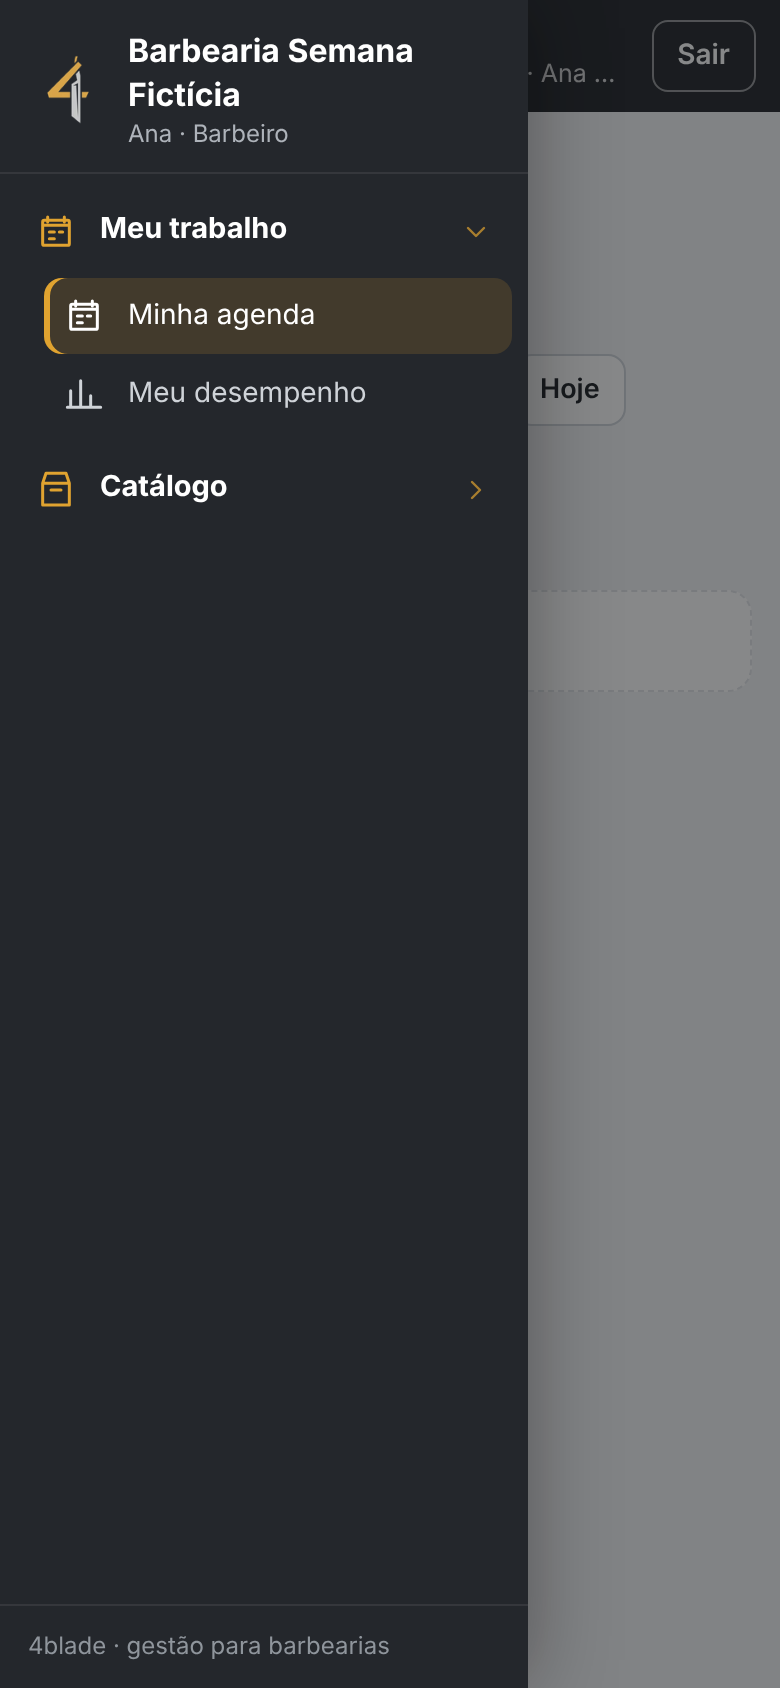 Barbearia Semana
Fictícia
Ana · Barbeiro
· Ana ...
Sair
Meu trabalho
Minha agenda
Meu desempenho
Hoje
Catálogo
4blade · gestão para barbearias